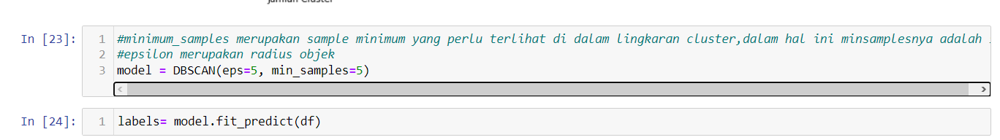 Jumlah Cluster
In [23]:
1 #minimum_samples merupakan sample minimum yang perlu terlihat di dalam lingkaran cluster,dalam hal ini minsamplesnya adalah
2 #epsilon merupakan radius objek
3 model = DBSCAN(eps=5, min_samples=5)
In [24]:
1 labels= model.fit_predict(df)